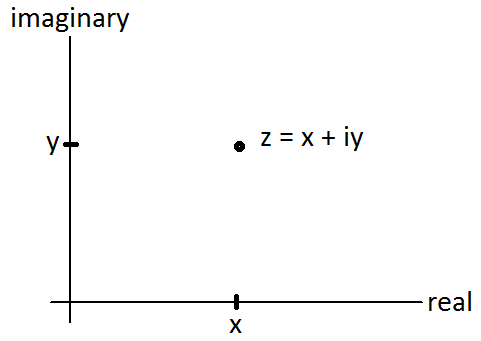 imaginary
y
z = x + iy
real
x